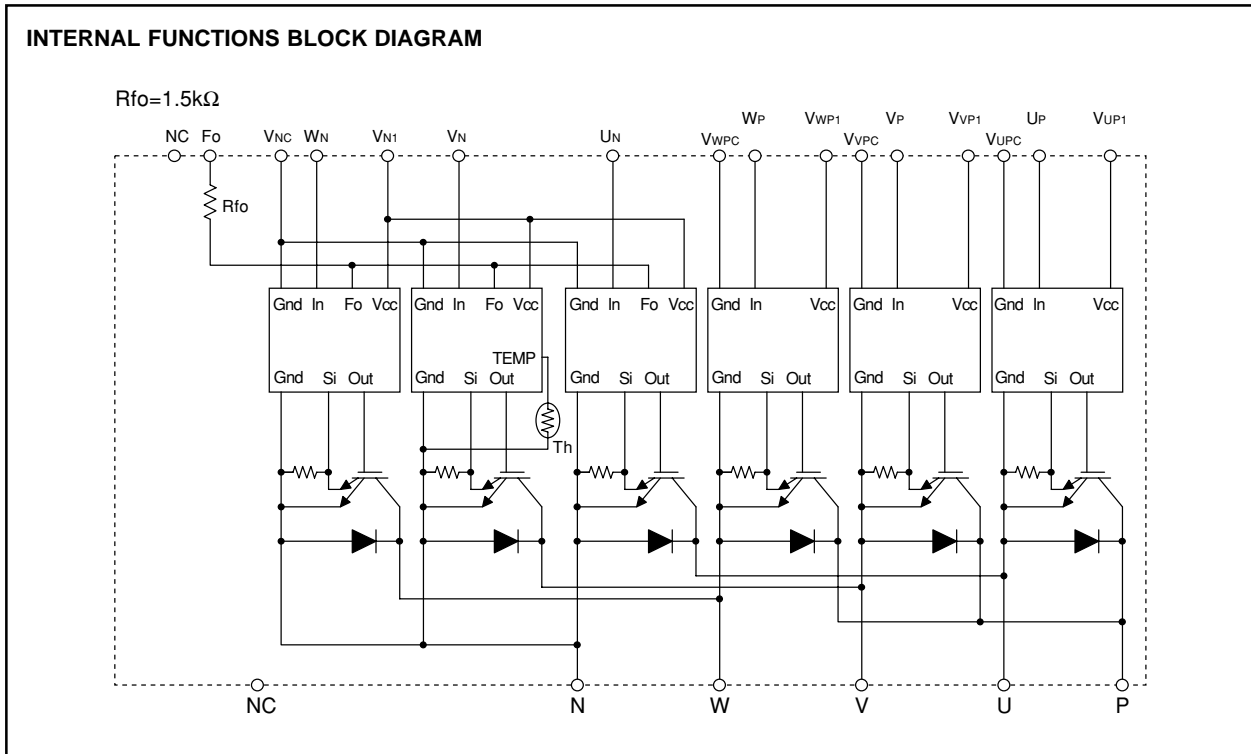 INTERNAL FUNCTIONS BLOCK DIAGRAM
Rfo=1.5kΩ
NC Fo VNC WN VN1 VN UN VWPC WP VWP1 VVPC VP VVP1 VUPC UP VUP1
Rfo
Gnd In Fo Vcc Gnd In Fo Vcc Gnd In Fo Vcc Gnd In Vcc Gnd In Vcc Gnd In Vcc
TEMP
Gnd Si Out Gnd Si Out Gnd Si Out Gnd Si Out Gnd Si Out Gnd Si Out
Th
NC N W V U P